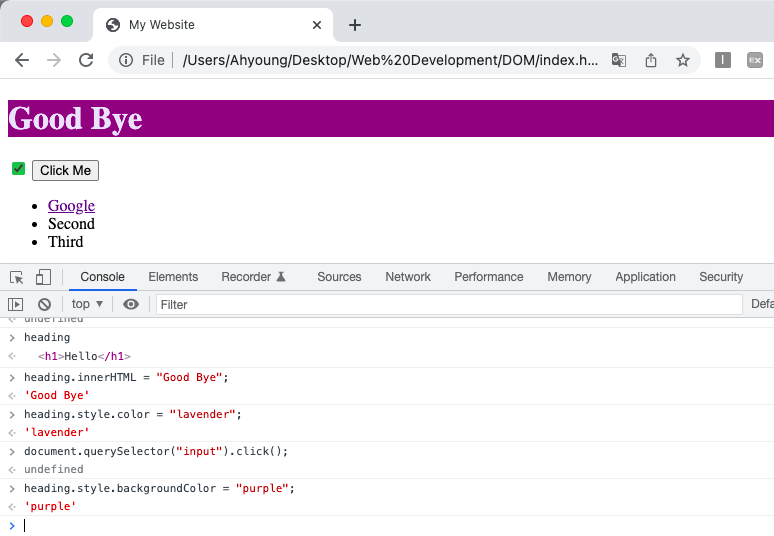 My Website
File /Users/Ahyoung/Desktop/Web%20Development/DOM/index.h...
Good Bye
Click Me
Google
Second
Third
Console Elements Recorder Sources Network Performance Memory Application Security
top Filter Defa
undefined
heading
<h1>Hello</h1>
heading.innerHTML = "Good Bye";
'Good Bye'
heading.style.color = "lavender";
'lavender'
document.querySelector("input").click();
undefined
heading.style.backgroundColor = "purple";
'purple'